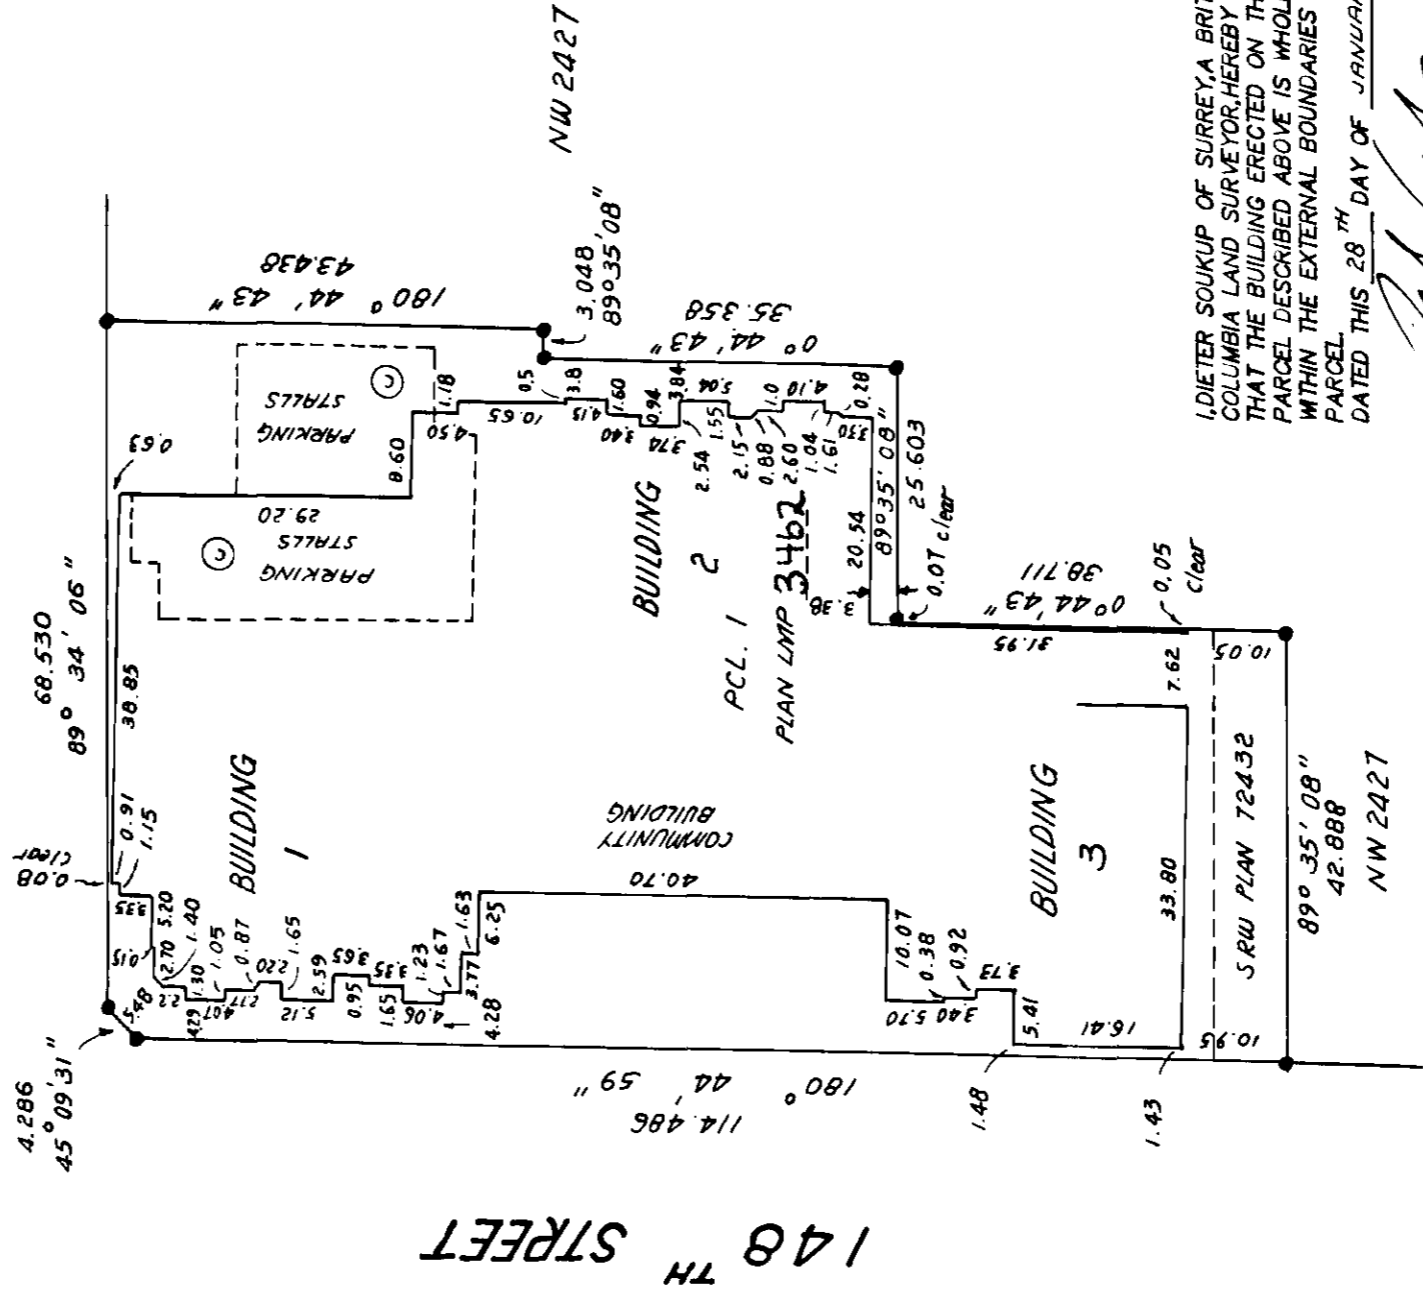 68.530
89° 34' 06"
0.63
38.85
0.08
clear
0.91
1.15
4.286
45° 09' 31"
5.48
3.35
5.20
0.15
2.70
1.40
2.2
1.30
1.05
4.29
4.07
0.87
2.77
2.20
1.65
5.12
2.59
3.65
0.95
3.35
1.65
1.23
4.06
1.67
1.63
3.77
4.28
6.25
BUILDING
1
PARKING
STALLS
C
PARKING
STALLS
C
29.20
8.60
4.50
1.18
10.65
0.5
3.8
4.15
1.60
3.40
0.94
3.74
3.84
2.54
5.04
1.55
2.15
0.88
1.0
2.60
4.10
1.04
1.61
3.30
0.28
180° 44' 43"
43.438
3.048
89° 35' 08"
NW 2427
0° 44' 43"
35.358
BUILDING
2
PCL. 1
PLAN LMP 3462
3.38
20.54
89° 35' 08"
25.603
0.07 clear
0° 44' 43"
38.711
31.95
0.05
clear
7.62
10.05
COMMUNITY
BUILDING
40.70
10.07
0.38
0.92
5.70
3.40
3.73
5.41
16.41
BUILDING
3
33.80
SRW PLAN 72432
10.95
1.48
1.43
89° 35' 08"
42.888
NW 2427
180° 44' 59"
114.486
148 TH STREET
I, DIETER SOUKUP OF SURREY, A BRIT
COLUMBIA LAND SURVEYOR, HEREBY
THAT THE BUILDING ERECTED ON TH
PARCEL DESCRIBED ABOVE IS WHOL
WITHIN THE EXTERNAL BOUNDARIES
PARCEL.
DATED THIS 28TH DAY OF JANUAR